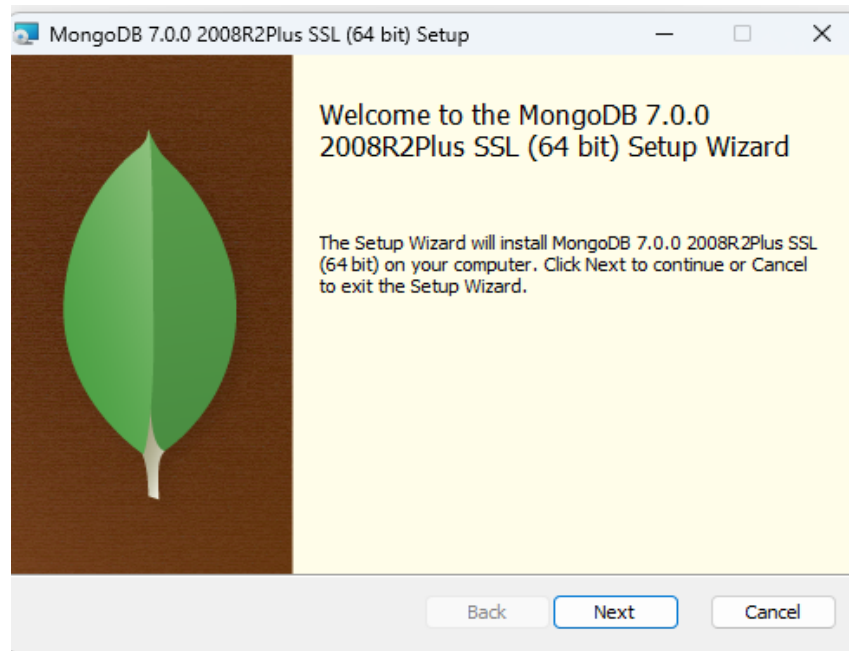 MongoDB 7.0.0 2008R2Plus SSL (64 bit) Setup
Welcome to the MongoDB 7.0.0
2008R2Plus SSL (64 bit) Setup Wizard
The Setup Wizard will install MongoDB 7.0.0 2008R2Plus SSL
(64 bit) on your computer. Click Next to continue or Cancel
to exit the Setup Wizard.
Back Next Cancel